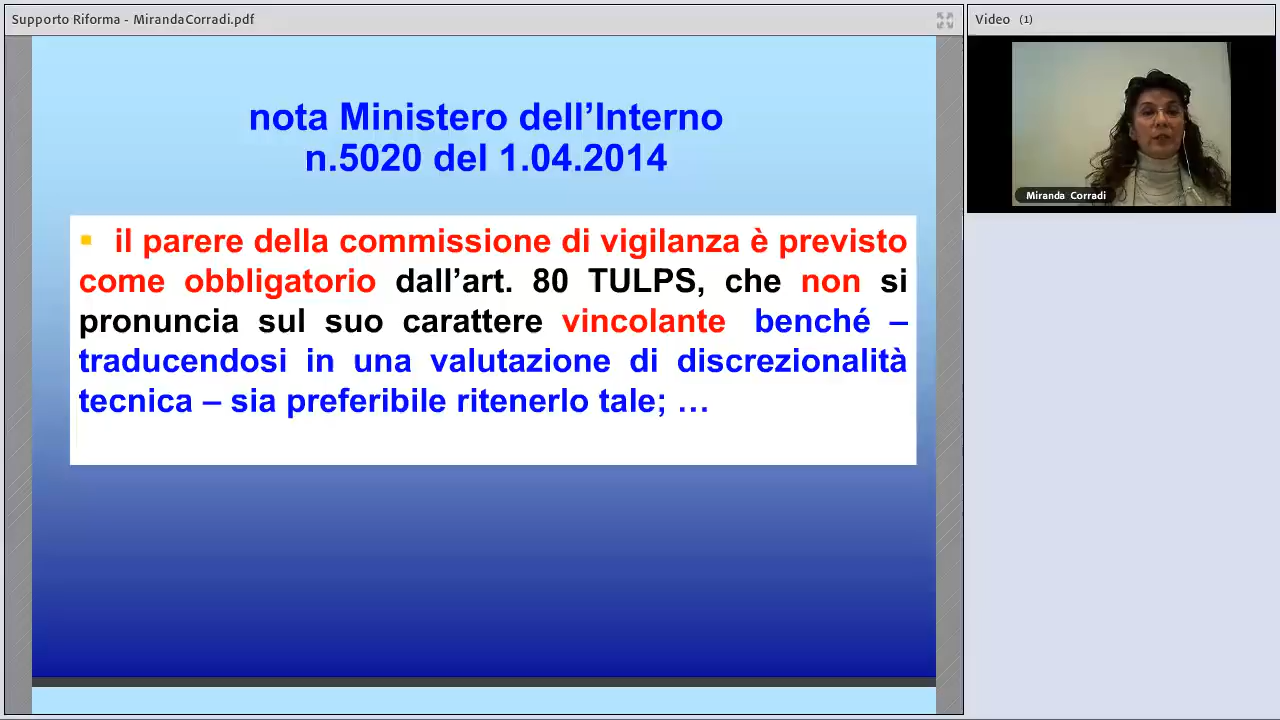 Supporto Riforma - MirandaCorradi.pdf
Video (1)
nota Ministero dell'Interno
n.5020 del 1.04.2014
il parere della commissione di vigilanza è previsto
come obbligatorio dall'art. 80 TULPS, che non si
pronuncia sul suo carattere vincolante benché –
traducendosi in una valutazione di discrezionalità
tecnica – sia preferibile ritenerlo tale; …
Miranda Corradi